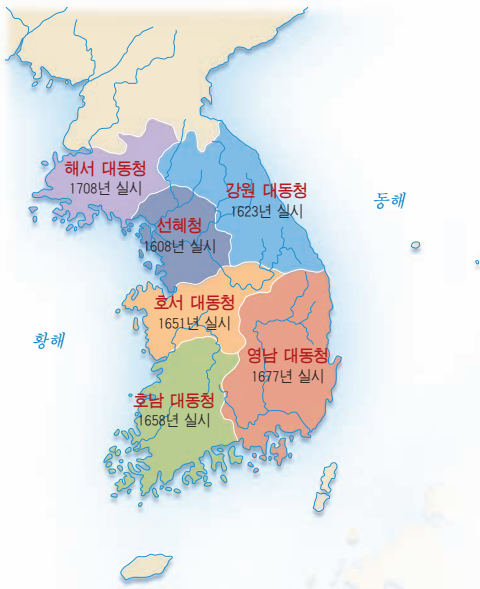 해서 대동청
1708년 실시
강원 대동청
1623년 실시
동해
선혜청
1608년 실시
호서 대동청
1651년 실시
황해
영남 대동청
1677년 실시
호남 대동청
1658년 실시